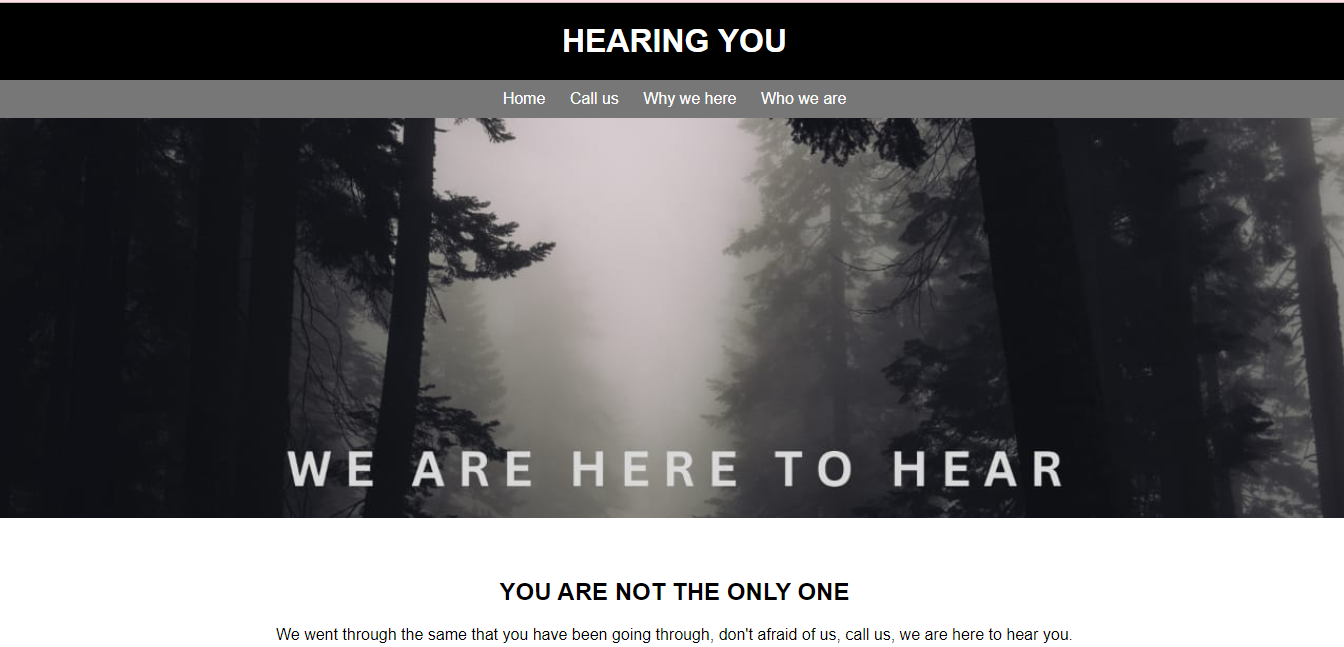 HEARING YOU
Home Call us Why we here Who we are
WE ARE HERE TO HEAR
YOU ARE NOT THE ONLY ONE
We went through the same that you have been going through, don't afraid of us, call us, we are here to hear you.